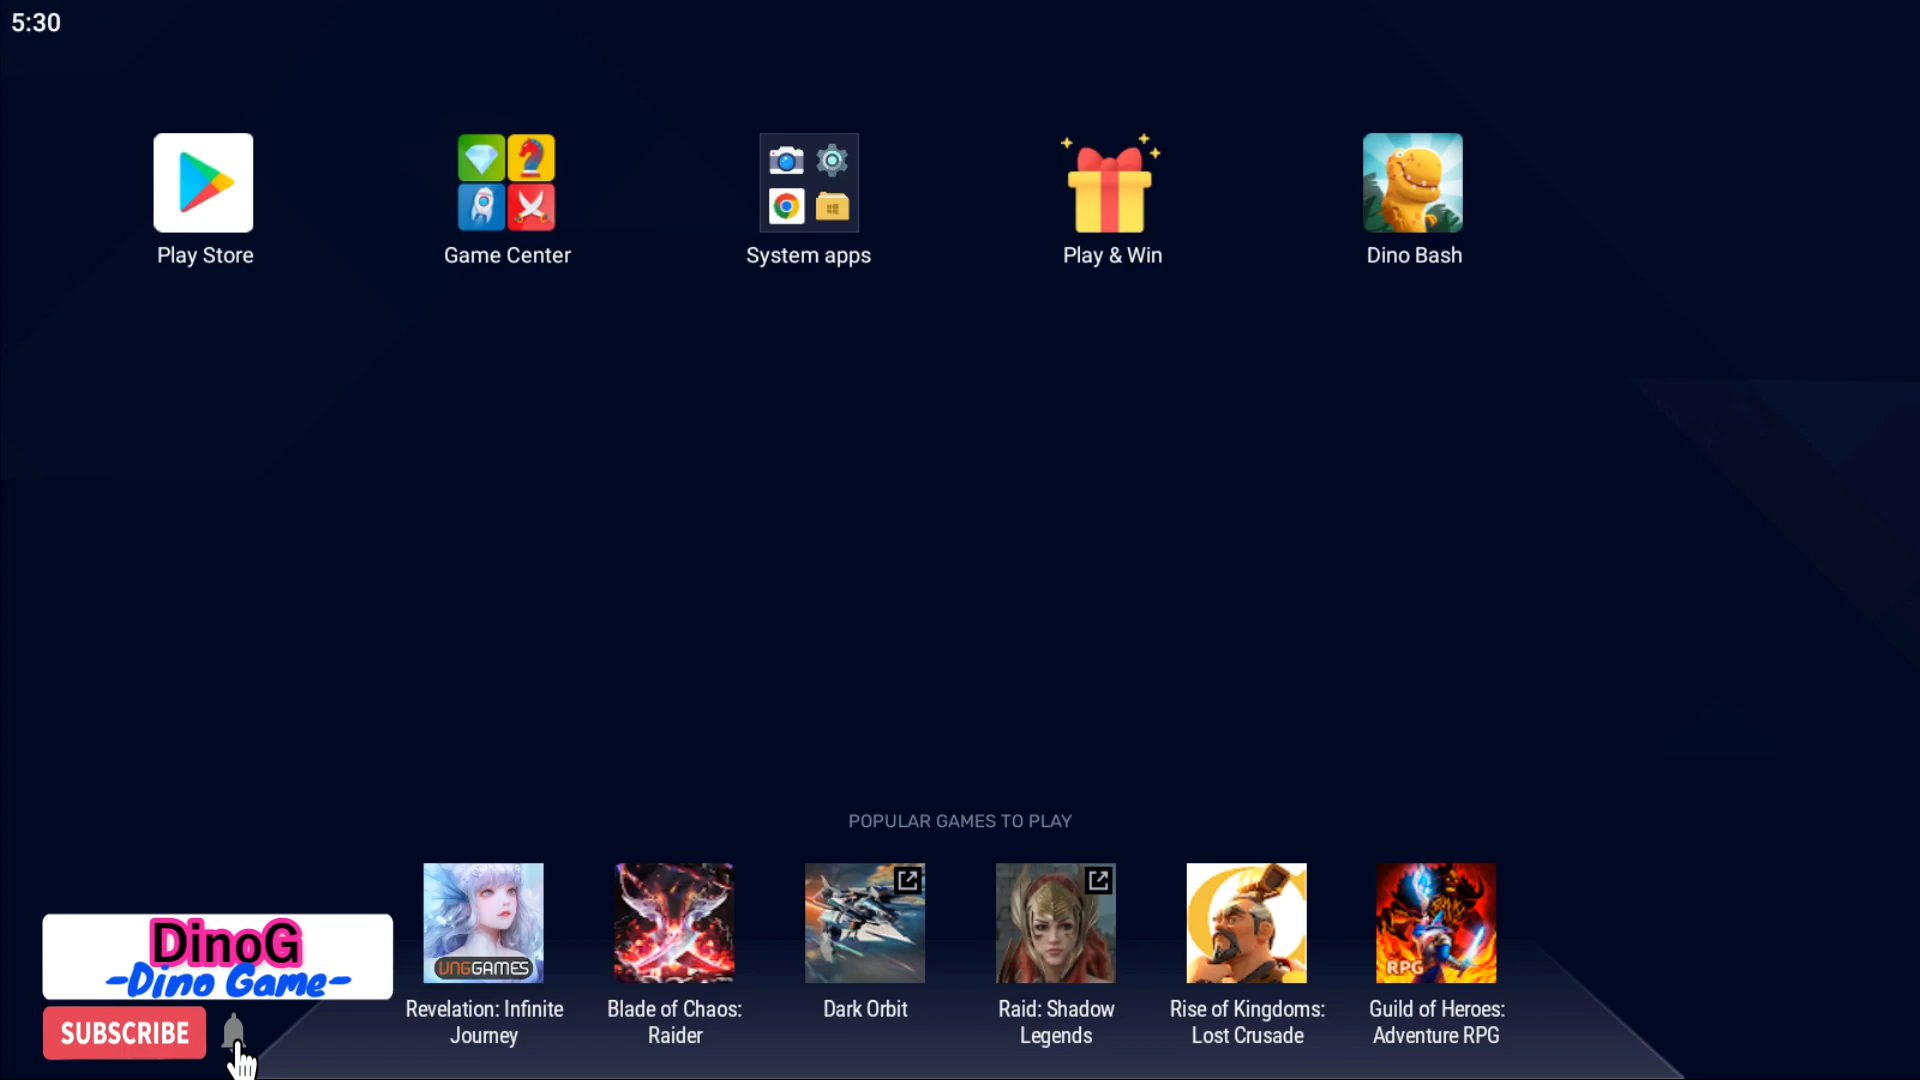 5:30
Play Store
Game Center
System apps
Play & Win
Dino Bash
POPULAR GAMES TO PLAY
VNGGAMES
RPG
Revelation: Infinite
Journey
Blade of Chaos:
Raider
Dark Orbit
Raid: Shadow
Legends
Rise of Kingdoms:
Lost Crusade
Guild of Heroes:
Adventure RPG
DinoG
-Dino Game-
SUBSCRIBE